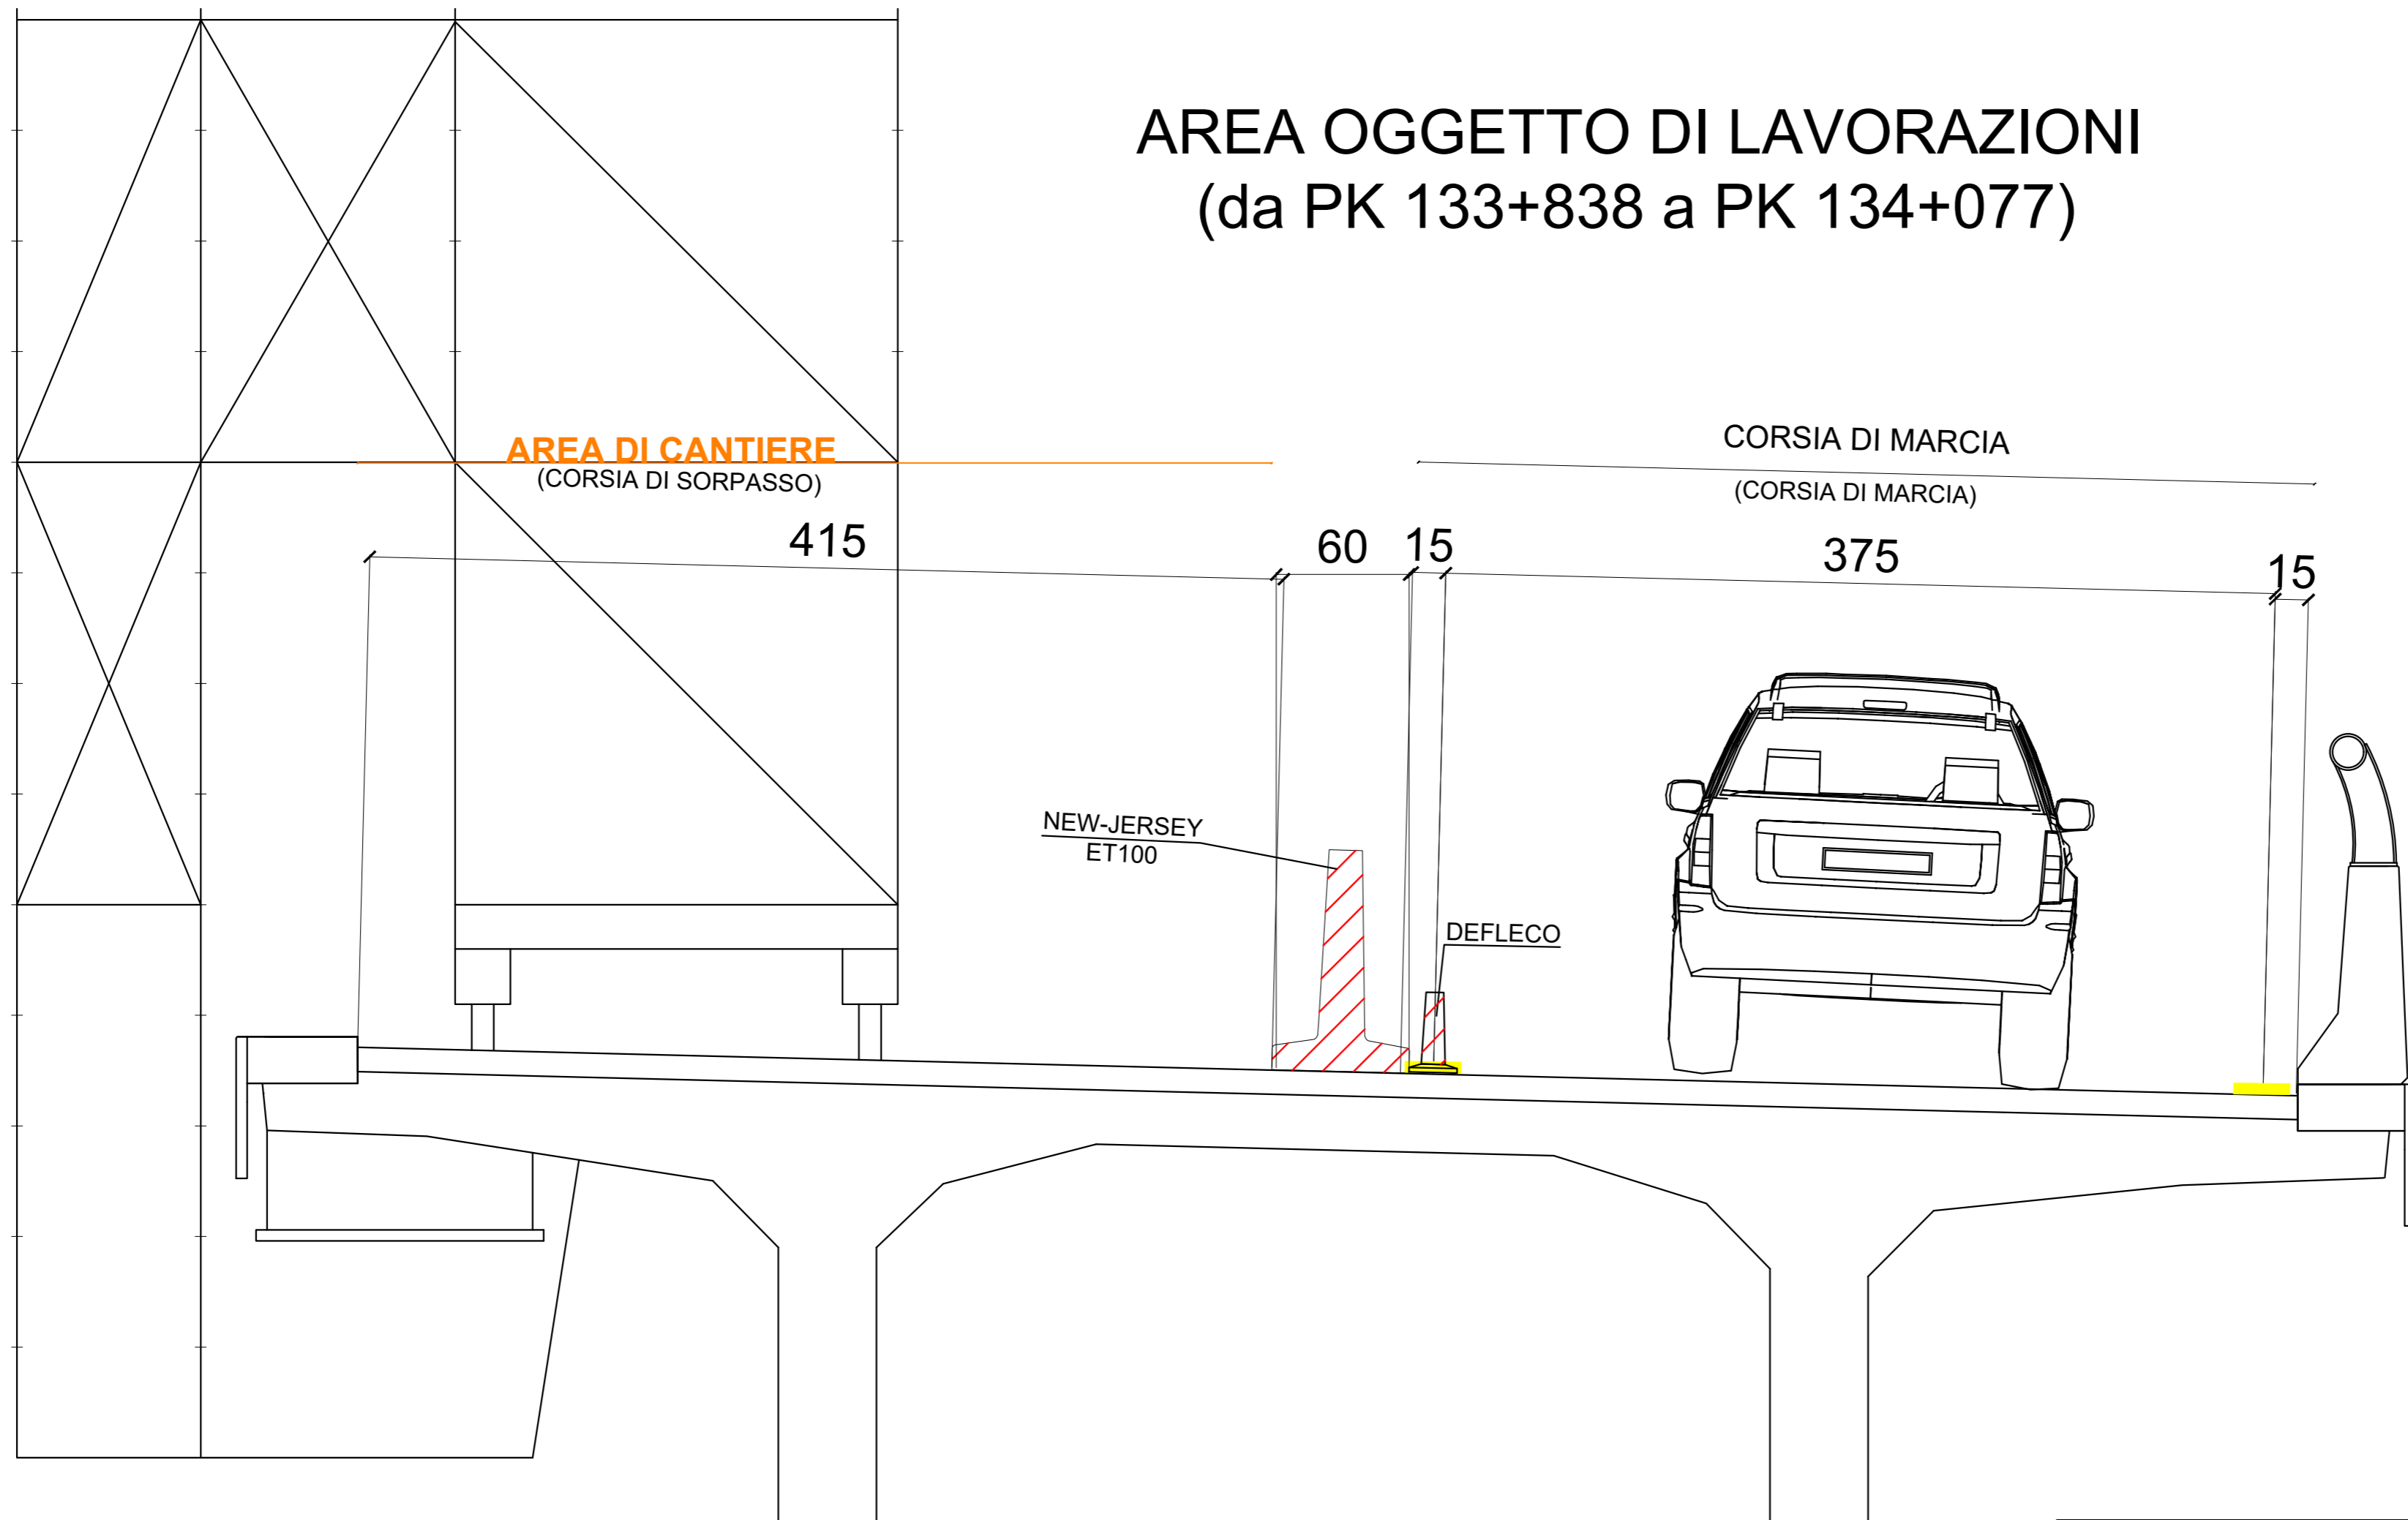 AREA OGGETTO DI LAVORAZIONI
(da PK 133+838 a PK 134+077)
AREA DI CANTIERE
(CORSIA DI SORPASSO)
CORSIA DI MARCIA
(CORSIA DI MARCIA)
415
60
15
375
15
NEW-JERSEY
ET100
DEFLECO